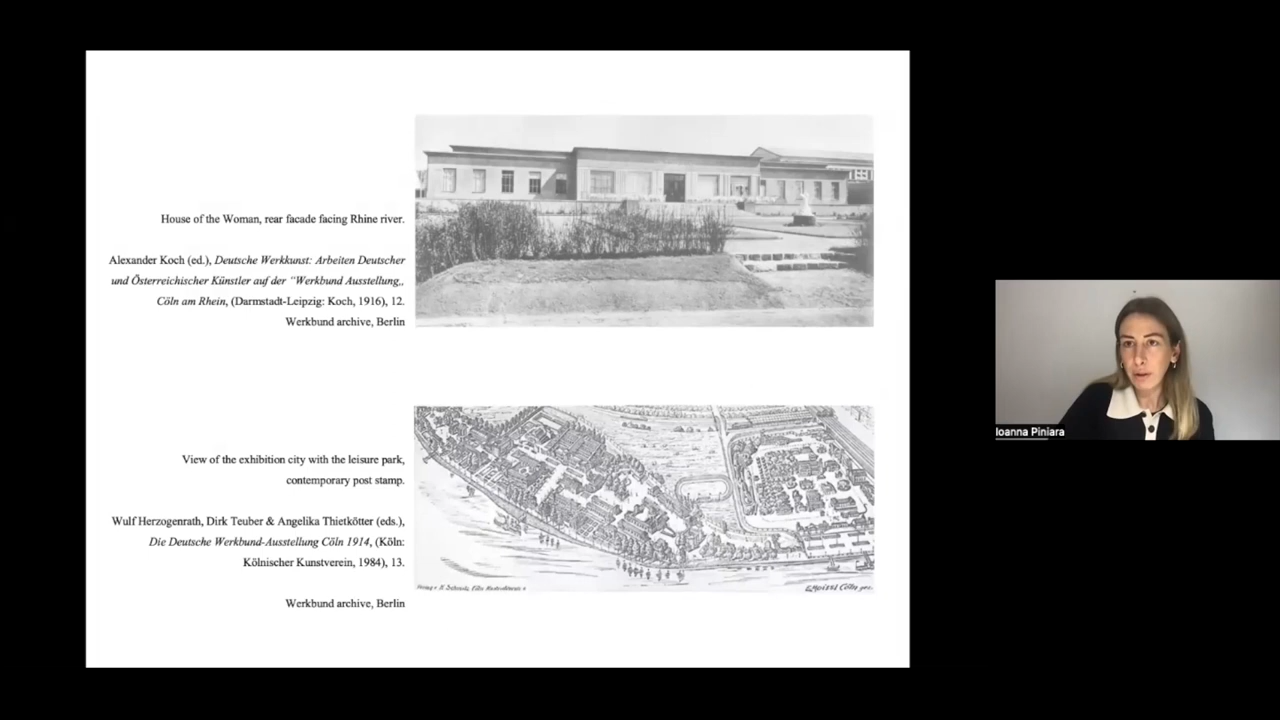 House of the Woman, rear facade facing Rhine river.
Alexander Koch (ed.), Deutsche Werkkunst: Arbeiten Deutscher
und Österreichischer Künstler auf der "Werkbund Ausstellung,,
Cöln am Rhein, (Darmstadt-Leipzig: Koch, 1916), 12.
Werkbund archive, Berlin
View of the exhibition city with the leisure park,
contemporary post stamp.
Wulf Herzogenrath, Dirk Teuber & Angelika Thietkötter (eds.),
Die Deutsche Werkbund-Ausstellung Cöln 1914, (Köln:
Kölnischer Kunstverein, 1984), 13.
Werkbund archive, Berlin
Cöln
Ioanna Piniara